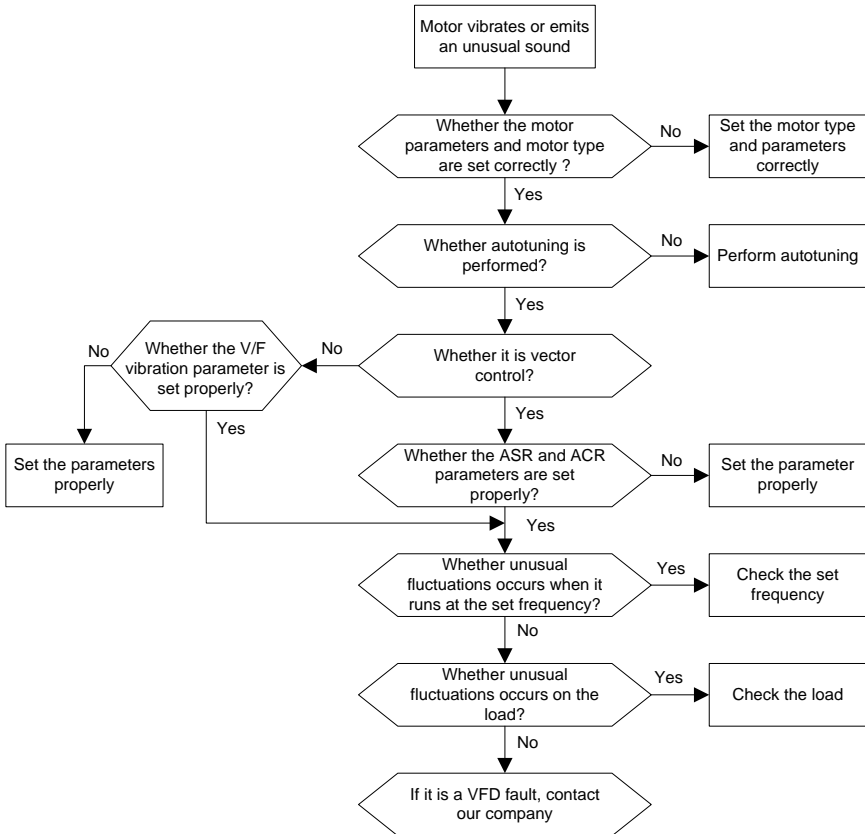 Motor vibrates or emits
an unusual sound
Whether the motor
parameters and motor type
are set correctly ?
No
Set the motor type
and parameters
correctly
Yes
Whether autotuning is
performed?
No
Perform autotuning
Yes
Whether it is vector
control?
No
Whether the V/F
vibration parameter is
set properly?
No
Set the parameters
properly
Yes
Yes
Whether the ASR and ACR
parameters are set
properly?
No
Set the parameter
properly
Yes
Whether unusual
fluctuations occurs when it
runs at the set frequency?
Yes
Check the set
frequency
No
Whether unusual
fluctuations occurs on the
load?
Yes
Check the load
No
If it is a VFD fault, contact
our company